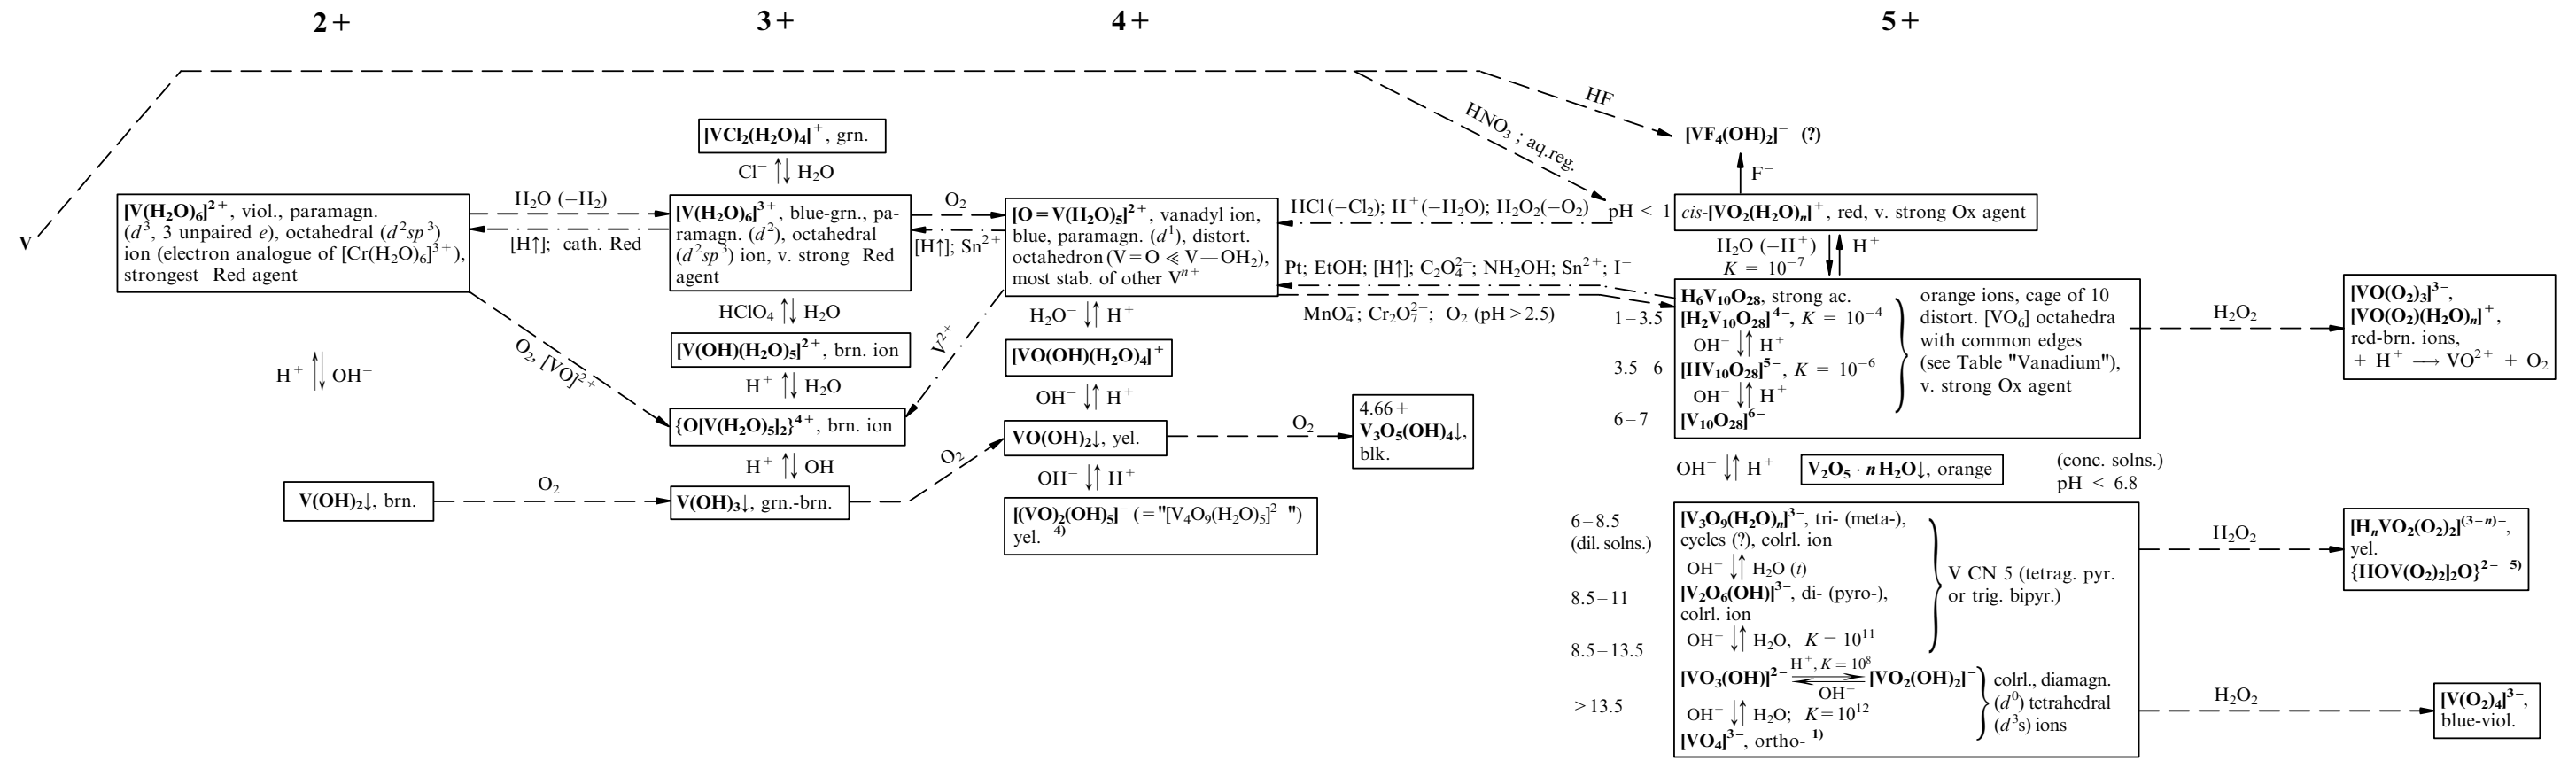 2+ 3+ 4+ 5+
HF
HNO₃ ; aq.reg.
[VF₄(OH)₂]⁻ (?)
F⁻
V
[VCl₂(H₂O)₄]⁺, grn.
Cl⁻ ↑↓ H₂O
[V(H₂O)₆]²⁺, viol., paramagn.
(d³, 3 unpaired e), octahedral (d²sp³)
ion (electron analogue of [Cr(H₂O)₆]³⁺),
strongest Red agent
H₂O (−H₂)
[H↑]; cath. Red
[V(H₂O)₆]³⁺, blue-grn., pa-
ramagn. (d²), octahedral
(d²sp³) ion, v. strong Red
agent
O₂
[H↑]; Sn²⁺
[O=V(H₂O)₅]²⁺, vanadyl ion,
blue, paramagn. (d¹), distort.
octahedron (V=O ≪ V—OH₂),
most stab. of other Vⁿ⁺
HCl (−Cl₂); H⁺(−H₂O); H₂O₂(−O₂)
pH < 1
cis-[VO₂(H₂O)ₙ]⁺, red, v. strong Ox agent
H₂O (−H⁺) ↓↑ H⁺
K = 10⁻⁷
Pt; EtOH; [H↑]; C₂O₄²⁻; NH₂OH; Sn²⁺; I⁻
MnO₄⁻; Cr₂O₇²⁻; O₂ (pH > 2.5)
H⁺ ↑↓ OH⁻
O₂, [VO]²⁺
HClO₄ ↑↓ H₂O
[V(OH)(H₂O)₅]²⁺, brn. ion
H⁺ ↑↓ H₂O
{O[V(H₂O)₅]₂}⁴⁺, brn. ion
H⁺ ↑↓ OH⁻
V(OH)₂↓, brn.
O₂
V(OH)₃↓, grn.-brn.
O₂
V²⁺
H₂O⁻ ↓↑ H⁺
[VO(OH)(H₂O)₄]⁺
OH⁻ ↓↑ H⁺
VO(OH)₂↓, yel.
O₂
4.66+
V₃O₅(OH)₄↓,
blk.
OH⁻ ↓↑ H⁺
[(VO)₂(OH)₅]⁻ (="[V₄O₉(H₂O)₅]²⁻")
yel. ⁴⁾
H₆V₁₀O₂₈, strong ac.
1–3.5 [H₂V₁₀O₂₈]⁴⁻, K = 10⁻⁴
OH⁻ ↓↑ H⁺
3.5–6 [HV₁₀O₂₈]⁵⁻, K = 10⁻⁶
OH⁻ ↓↑ H⁺
6–7 [V₁₀O₂₈]⁶⁻
orange ions, cage of 10
distort. [VO₆] octahedra
with common edges
(see Table "Vanadium"),
v. strong Ox agent
H₂O₂
[VO(O₂)₃]³⁻,
[VO(O₂)(H₂O)ₙ]⁺,
red-brn. ions,
+ H⁺ ⟶ VO²⁺ + O₂
OH⁻ ↓↑ H⁺
V₂O₅ · nH₂O↓, orange
(conc. solns.)
pH < 6.8
6–8.5
(dil. solns.)
[V₃O₉(H₂O)ₙ]³⁻, tri- (meta-),
cycles (?), colrl. ion
OH⁻ ↓↑ H₂O (t)
8.5–11
[V₂O₆(OH)]³⁻, di- (pyro-),
colrl. ion
V CN 5 (tetrag. pyr.
or trig. bipyr.)
OH⁻ ↓↑ H₂O, K = 10¹¹
8.5–13.5
[VO₃(OH)]²⁻ H⁺, K = 10⁸ OH⁻ [VO₂(OH)₂]⁻
>13.5
OH⁻ ↓↑ H₂O; K=10¹²
[VO₄]³⁻, ortho- ¹⁾
colrl., diamagn.
(d⁰) tetrahedral
(d³s) ions
H₂O₂
[HₙVO₂(O₂)₂]⁽³⁻ⁿ⁾⁻,
yel.
{HOV(O₂)₂]₂O}²⁻ ⁵⁾
H₂O₂
[V(O₂)₄]³⁻,
blue-viol.